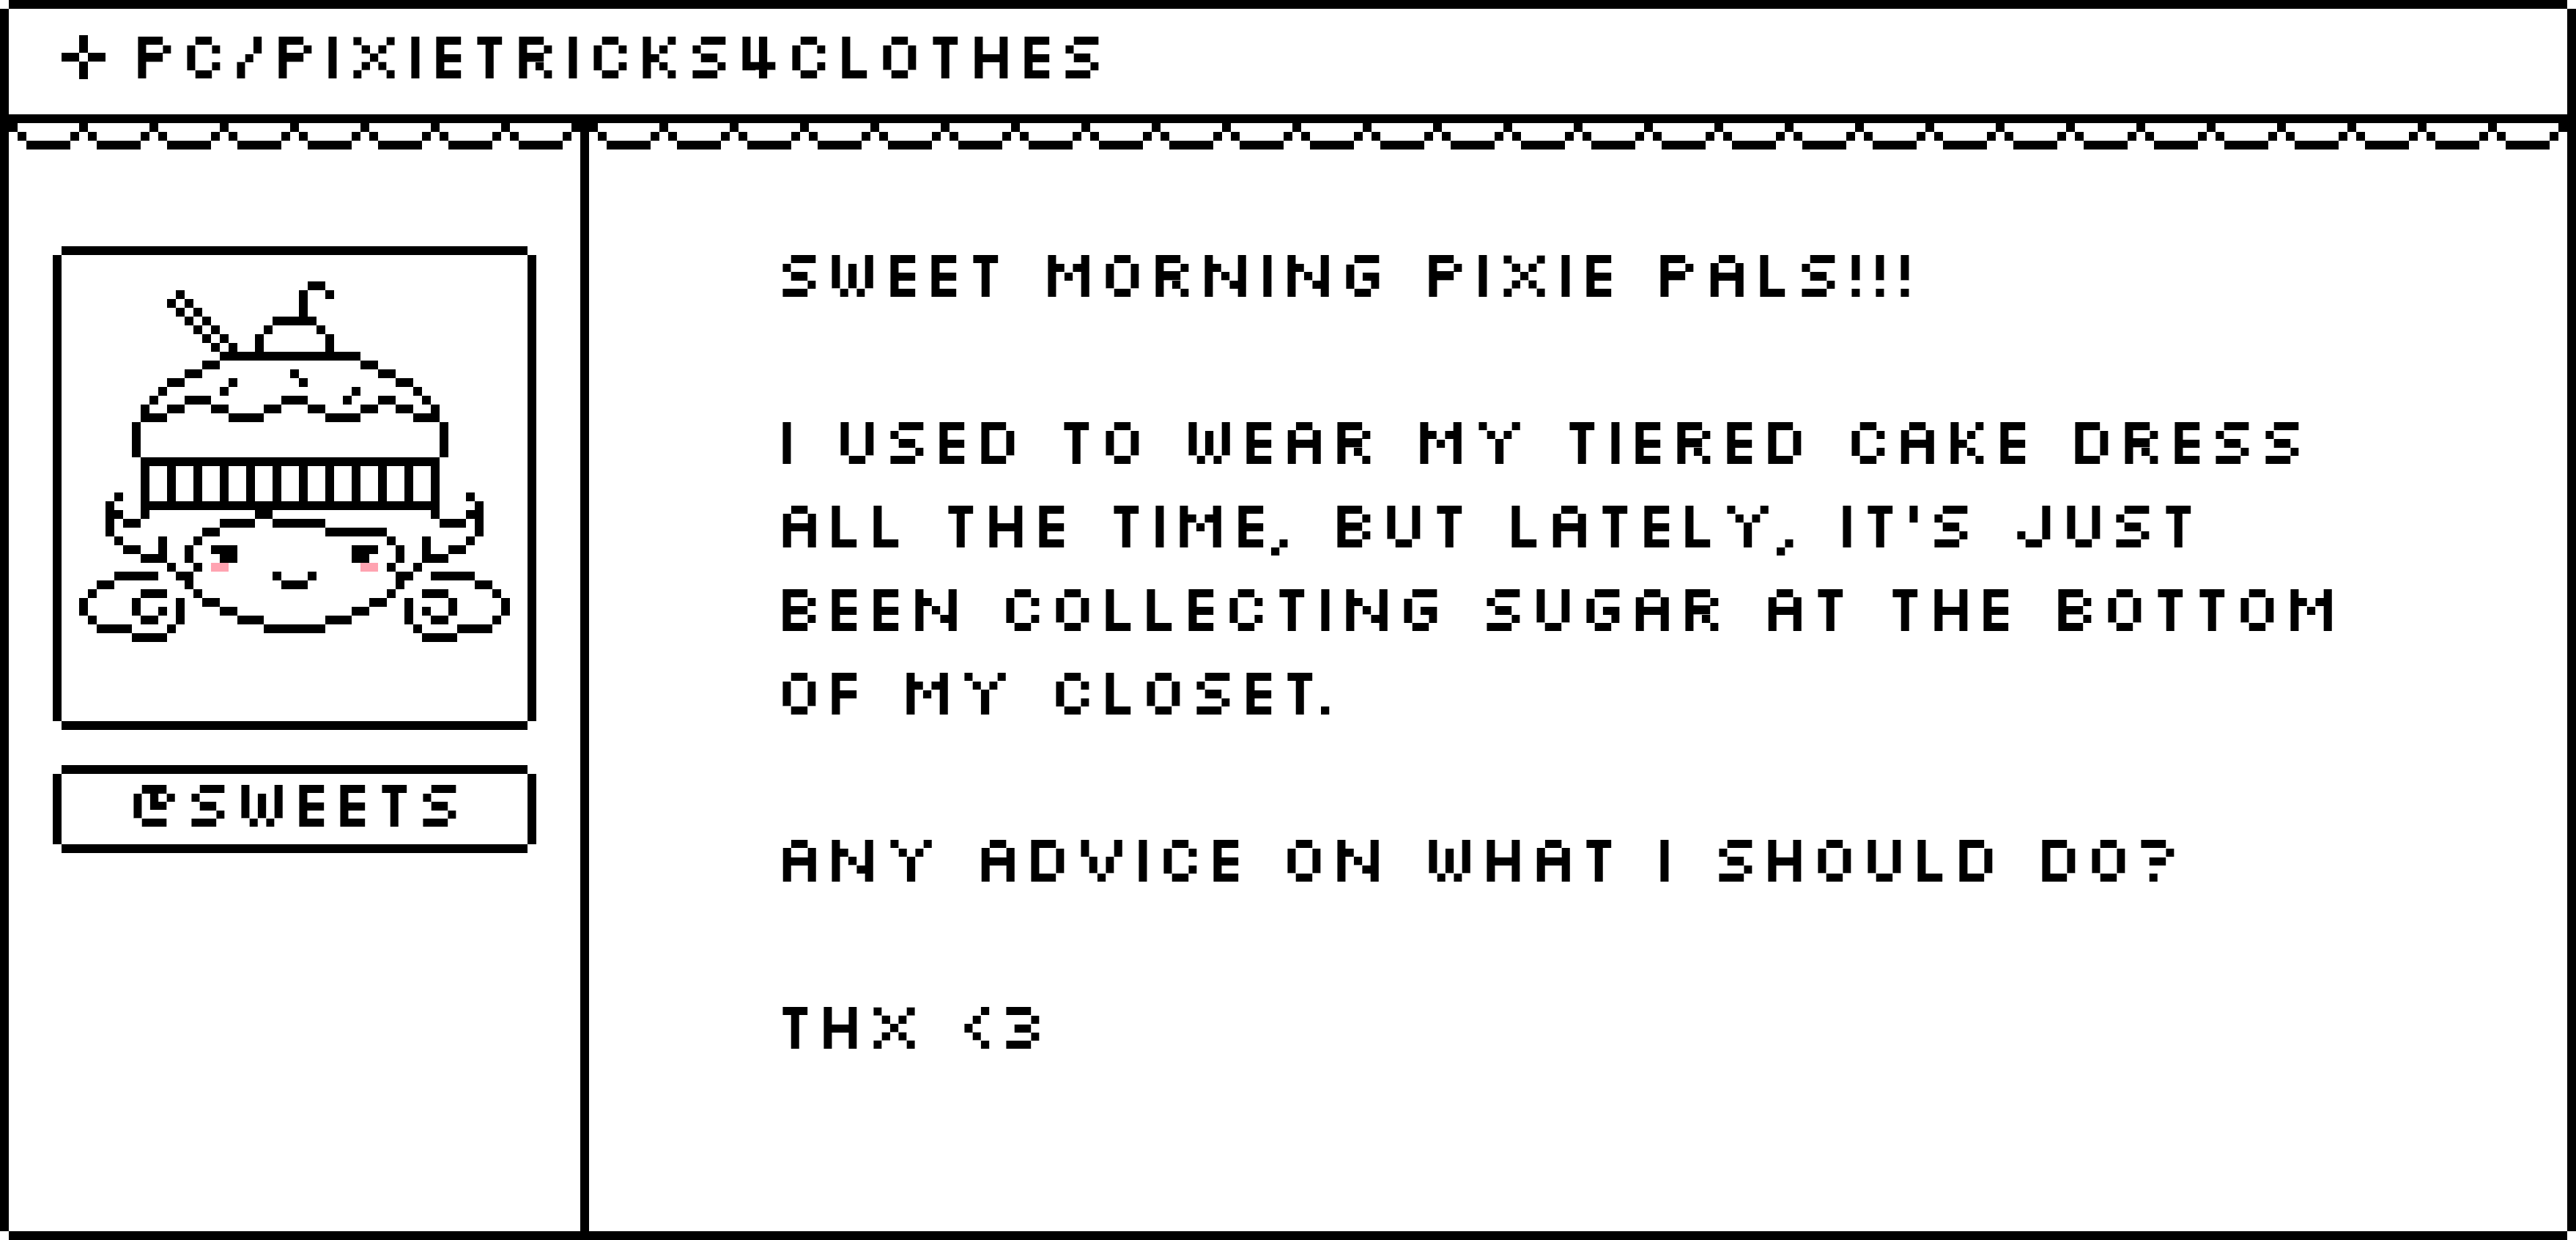 PC/PIXIETRICKS4CLOTHES
@SWEETS
SWEET MORNING PIXIE PALS!!!
I USED TO WEAR MY TIERED CAKE DRESS
ALL THE TIME, BUT LATELY, IT'S JUST
BEEN COLLECTING SUGAR AT THE BOTTOM
OF MY CLOSET.
ANY ADVICE ON WHAT I SHOULD DO?
THX <3